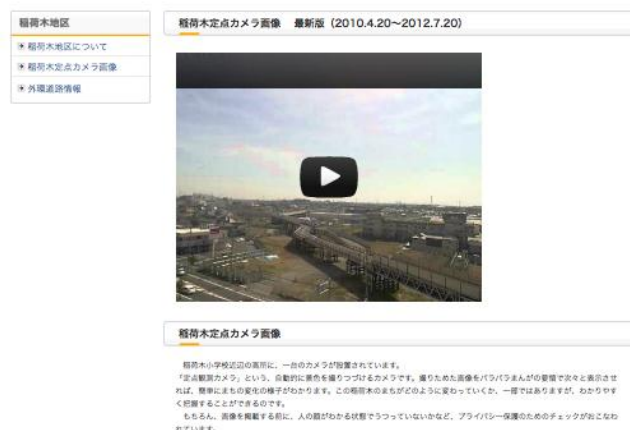 稲荷木地区
稲荷木地区について
稲荷木定点カメラ画像
外環道路情報
稲荷木定点カメラ画像　最新版（2010.4.20～2012.7.20）
稲荷木定点カメラ画像
稲荷木小学校近辺の高所に、一台のカメラが設置されています。
「定点観測カメラ」という、自動的に景色を撮りつづけるカメラです。撮りためた画像をパラパラまんがの要領で次々と表示させ
れば、簡単にまちの変化の様子がわかります。この稲荷木のまちがどのように変わっていくか、一部ではありますが、わかりやす
く把握することができるのです。
もちろん、画像を掲載する前に、人の顔がわかる状態でうつっていないかなど、プライバシー保護のためのチェックがおこなわ
れています。